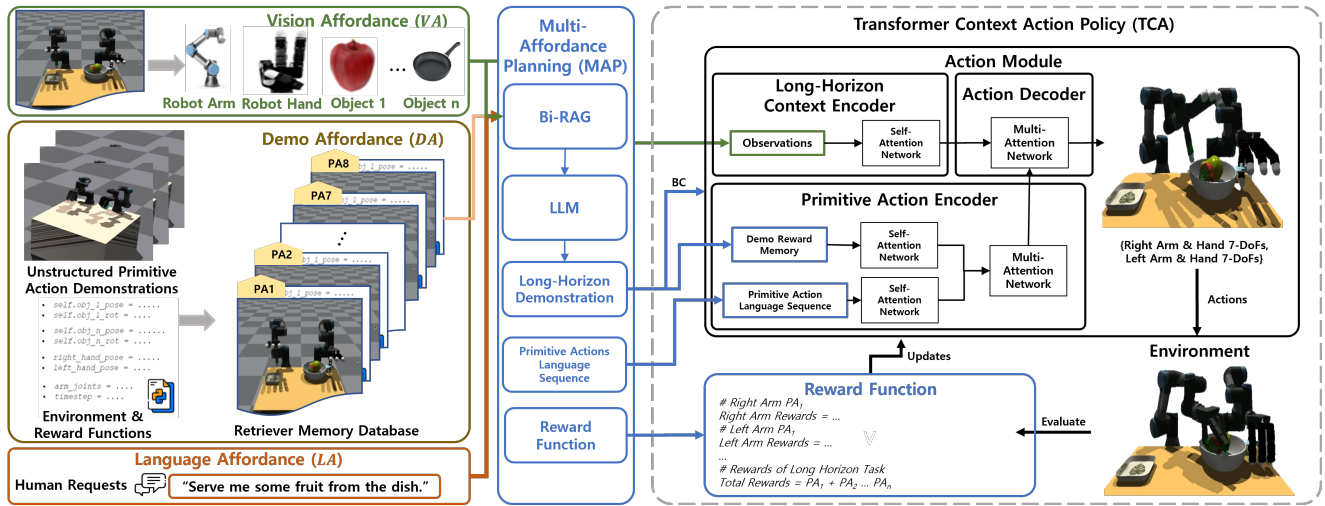 Vision Affordance (VA)
Robot Arm
Robot Hand
Object 1
...
Object n
Demo Affordance (DA)
PA8
obj_1_pose = .....
PA7
obj_1_pose = .....
PA2
PA1
obj_1_pose = .....
Unstructured Primitive
Action Demonstrations
• self.obj_1_pose = .....
• self.obj_1_rot = ....
• self.obj_n_pose = ......
• self.obj_n_rot = ....
• right_hand_pose = .....
• left_hand_pose = .....
• arm_joints = ....
• timestep = ....
Environment &
Reward Functions
Retriever Memory Database
Language Affordance (LA)
Human Requests
“Serve me some fruit from the dish.”
Multi-
Affordance
Planning (MAP)
Bi-RAG
LLM
Long-Horizon
Demonstration
Primitive Actions
Language
Sequence
Reward
Function
Transformer Context Action Policy (TCA)
Action Module
Long-Horizon
Context Encoder
Observations
Self-
Attention
Network
Action Decoder
Multi-
Attention
Network
BC
Primitive Action Encoder
Demo Reward
Memory
Self-
Attention
Network
Primitive Action
Language Sequence
Self-
Attention
Network
Multi-
Attention
Network
{Right Arm & Hand 7-DoFs,
Left Arm & Hand 7-DoFs}
Actions
Environment
Updates
Evaluate
Reward Function
# Right Arm PA1
Right Arm Rewards = ...
# Left Arm PA1
Left Arm Rewards = ...
...
# Rewards of Long Horizon Task
Total Rewards = PA1 + PA2 ... PAn